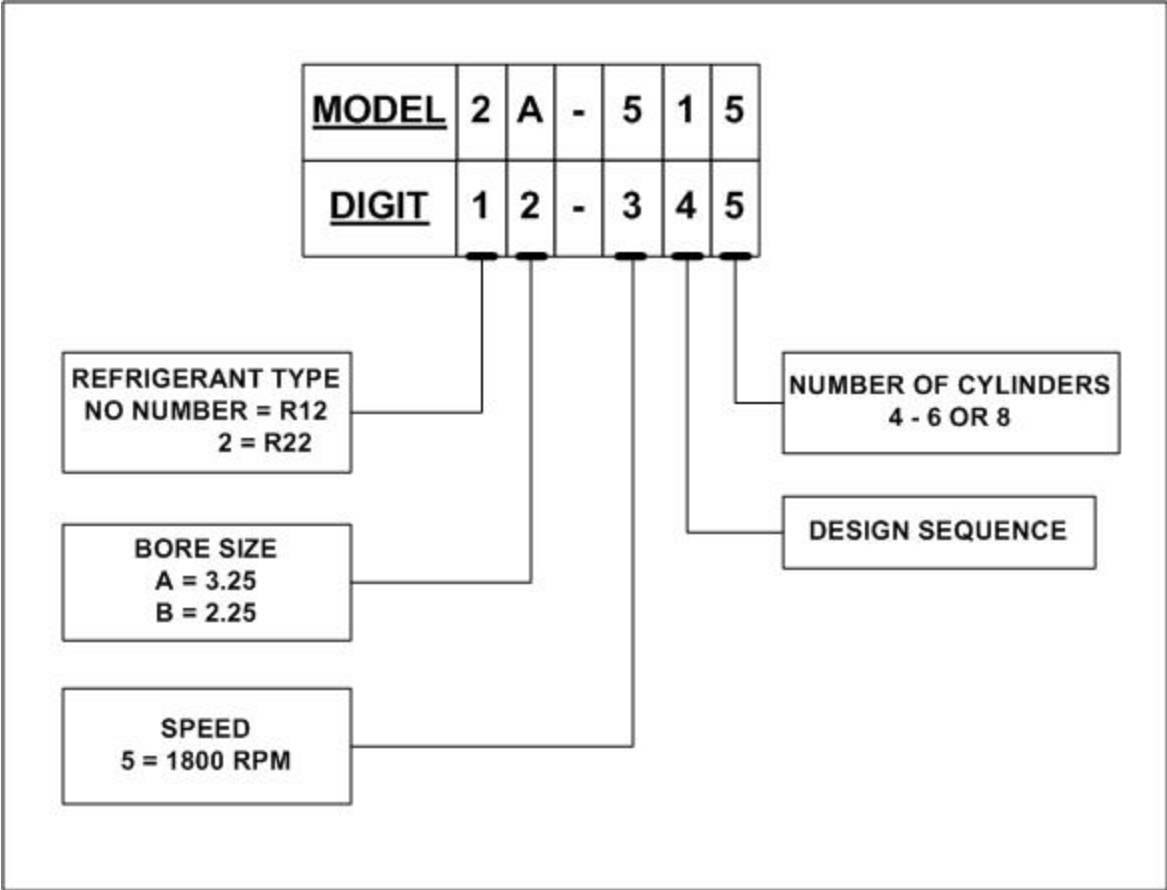 MODEL 2 A - 5 1 5
DIGIT 1 2 - 3 4 5
REFRIGERANT TYPE
NO NUMBER = R12
2 = R22
NUMBER OF CYLINDERS
4 - 6 OR 8
BORE SIZE
A = 3.25
B = 2.25
DESIGN SEQUENCE
SPEED
5 = 1800 RPM